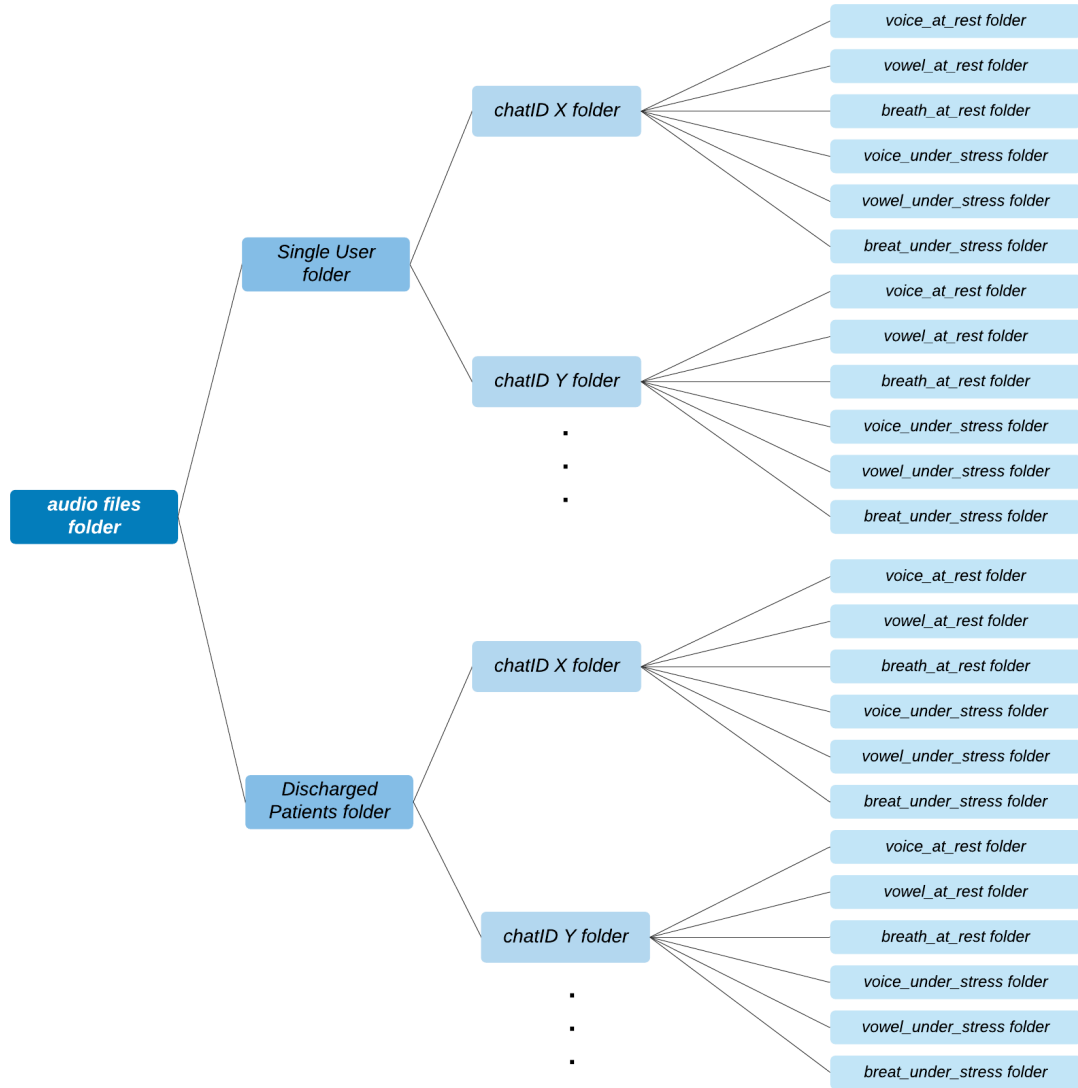 audio files
folder
Single User
folder
chatID X folder
voice_at_rest folder
vowel_at_rest folder
breath_at_rest folder
voice_under_stress folder
vowel_under_stress folder
breat_under_stress folder
chatID Y folder
voice_at_rest folder
vowel_at_rest folder
breath_at_rest folder
voice_under_stress folder
vowel_under_stress folder
breat_under_stress folder
Discharged
Patients folder
chatID X folder
voice_at_rest folder
vowel_at_rest folder
breath_at_rest folder
voice_under_stress folder
vowel_under_stress folder
breat_under_stress folder
chatID Y folder
voice_at_rest folder
vowel_at_rest folder
breath_at_rest folder
voice_under_stress folder
vowel_under_stress folder
breat_under_stress folder